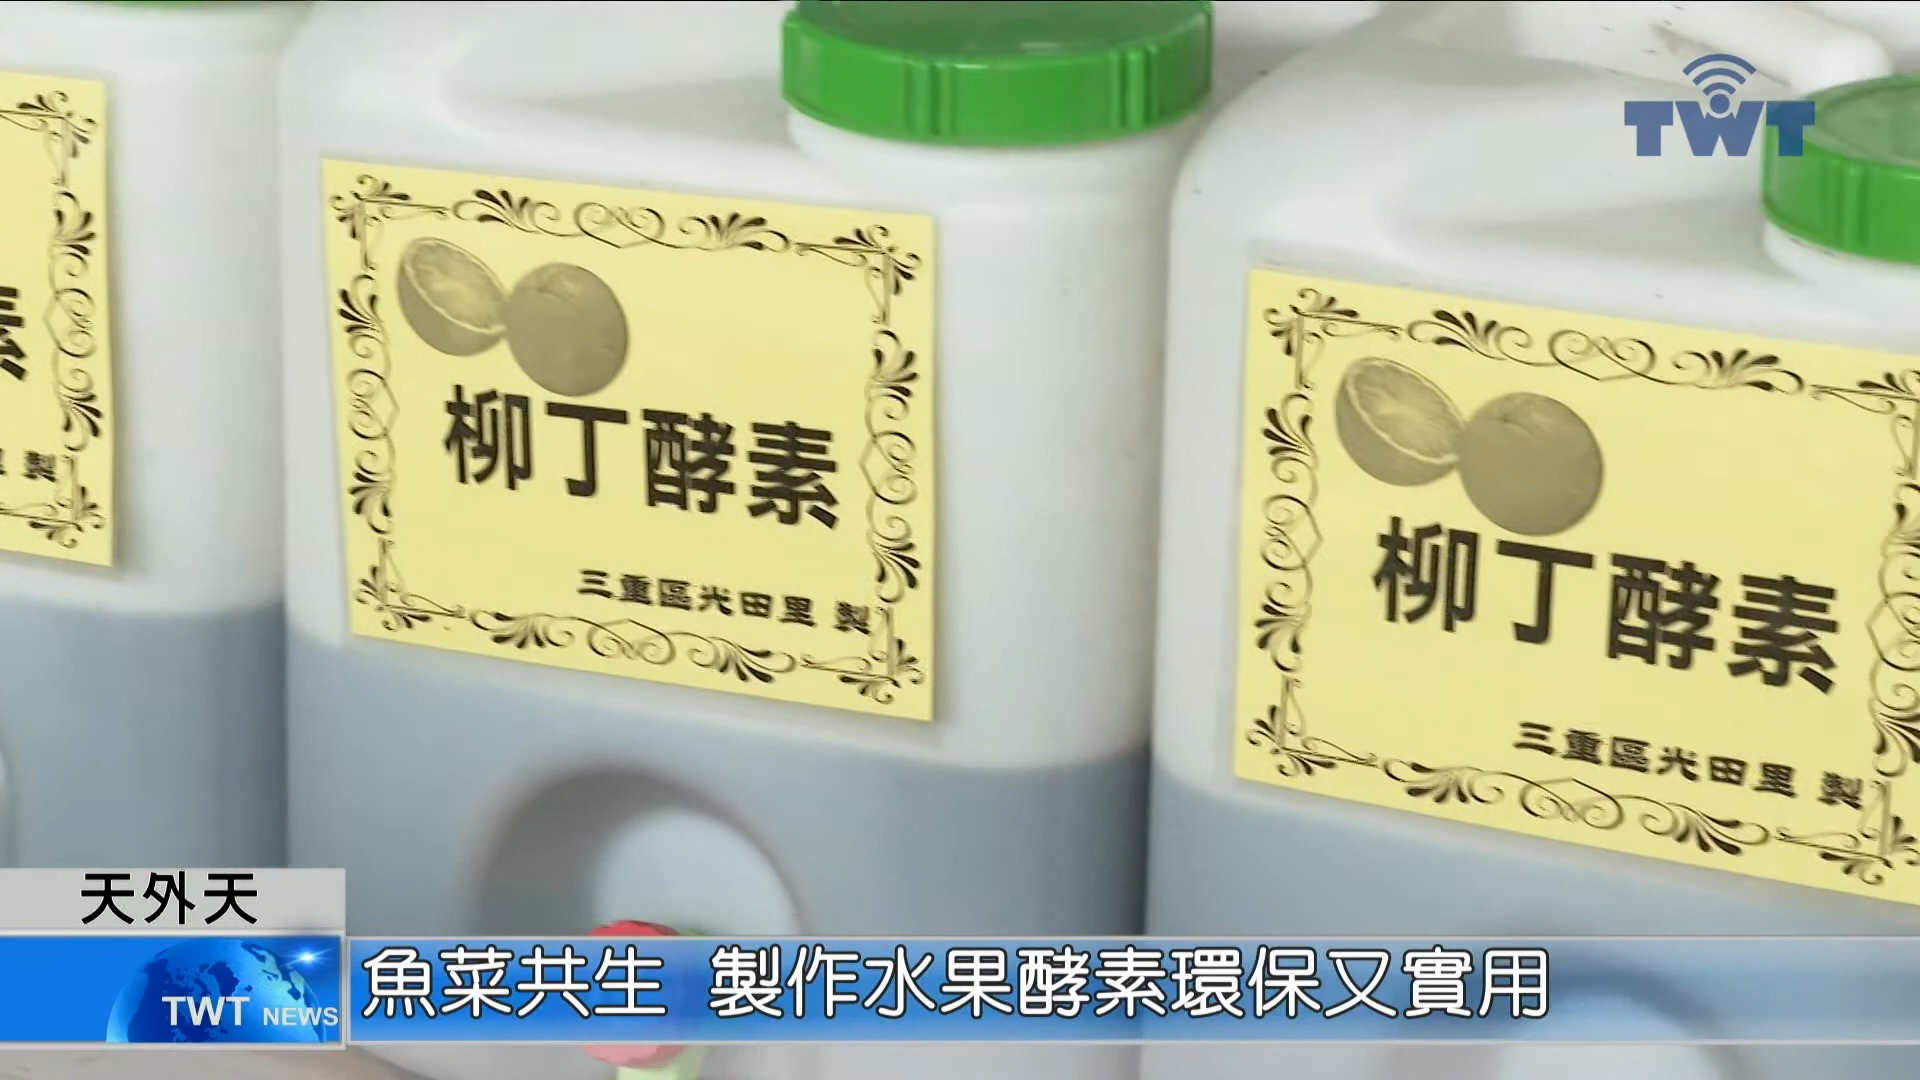 TWT
素
製
柳丁酵素
三重區光田里 製
柳丁酵素
三重區光田里 製
天外天
TWT NEWS
魚菜共生 製作水果酵素環保又實用